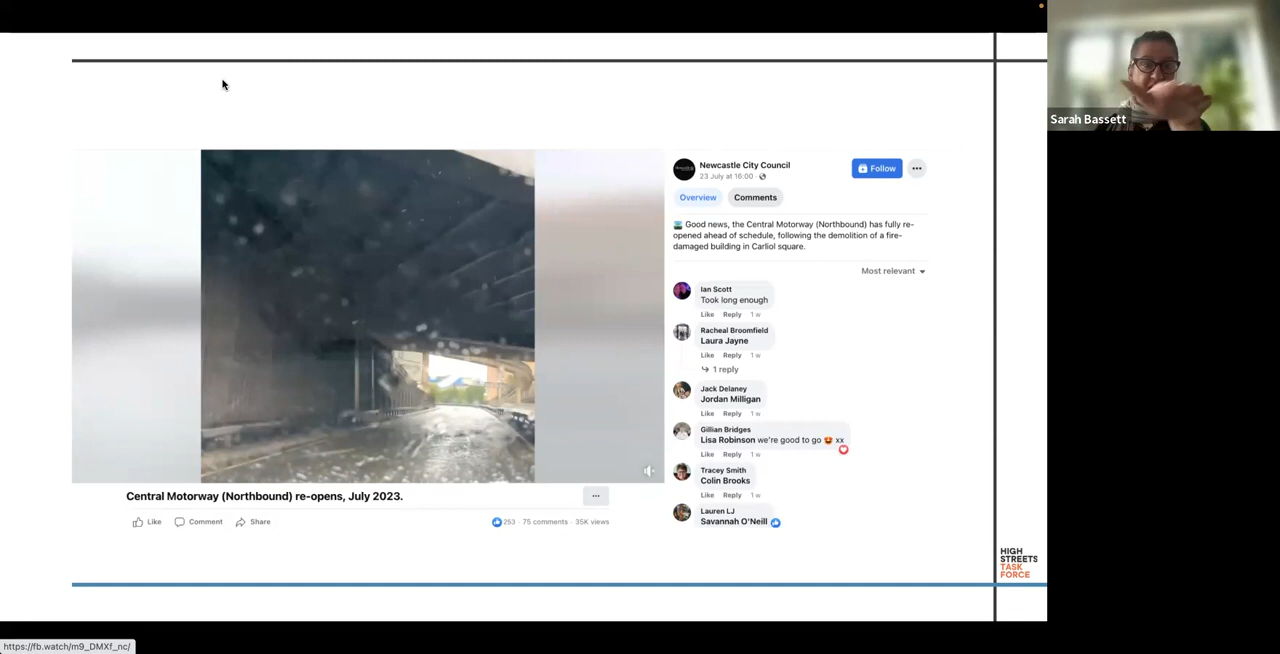 Sarah Bassett
Newcastle City Council
23 July at 16:00 ·
Follow
Overview
Comments
Good news, the Central Motorway (Northbound) has fully re-
opened ahead of schedule, following the demolition of a fire-
damaged building in Carliol square.
Most relevant
Ian Scott
Took long enough
Like Reply 1 w
Racheal Broomfield
Laura Jayne
Like Reply 1 w
1 reply
Jack Delaney
Jordan Milligan
Like Reply 1 w
Gillian Bridges
Lisa Robinson we're good to go 😍 xx
Like Reply 1 w
Tracey Smith
Colin Brooks
Like Reply 1 w
Lauren LJ
Savannah O'Neill
Central Motorway (Northbound) re-opens, July 2023.
Like Comment Share
253 · 75 comments · 35K views
HIGH
STREETS
TASK
FORCE
https://fb.watch/m9_DMXf_nc/